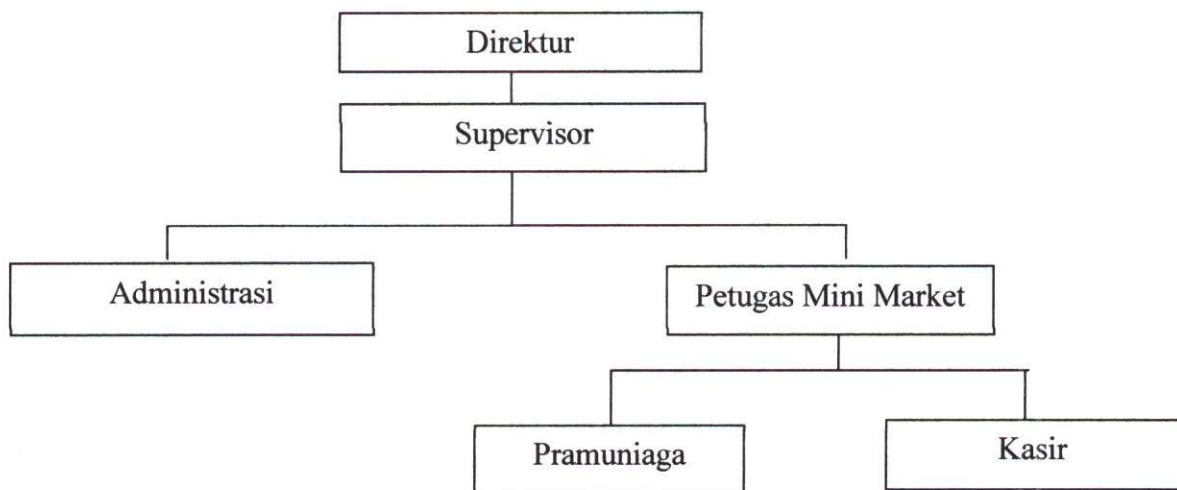 Direktur
Supervisor
Administrasi
Petugas Mini Market
Pramuniaga
Kasir